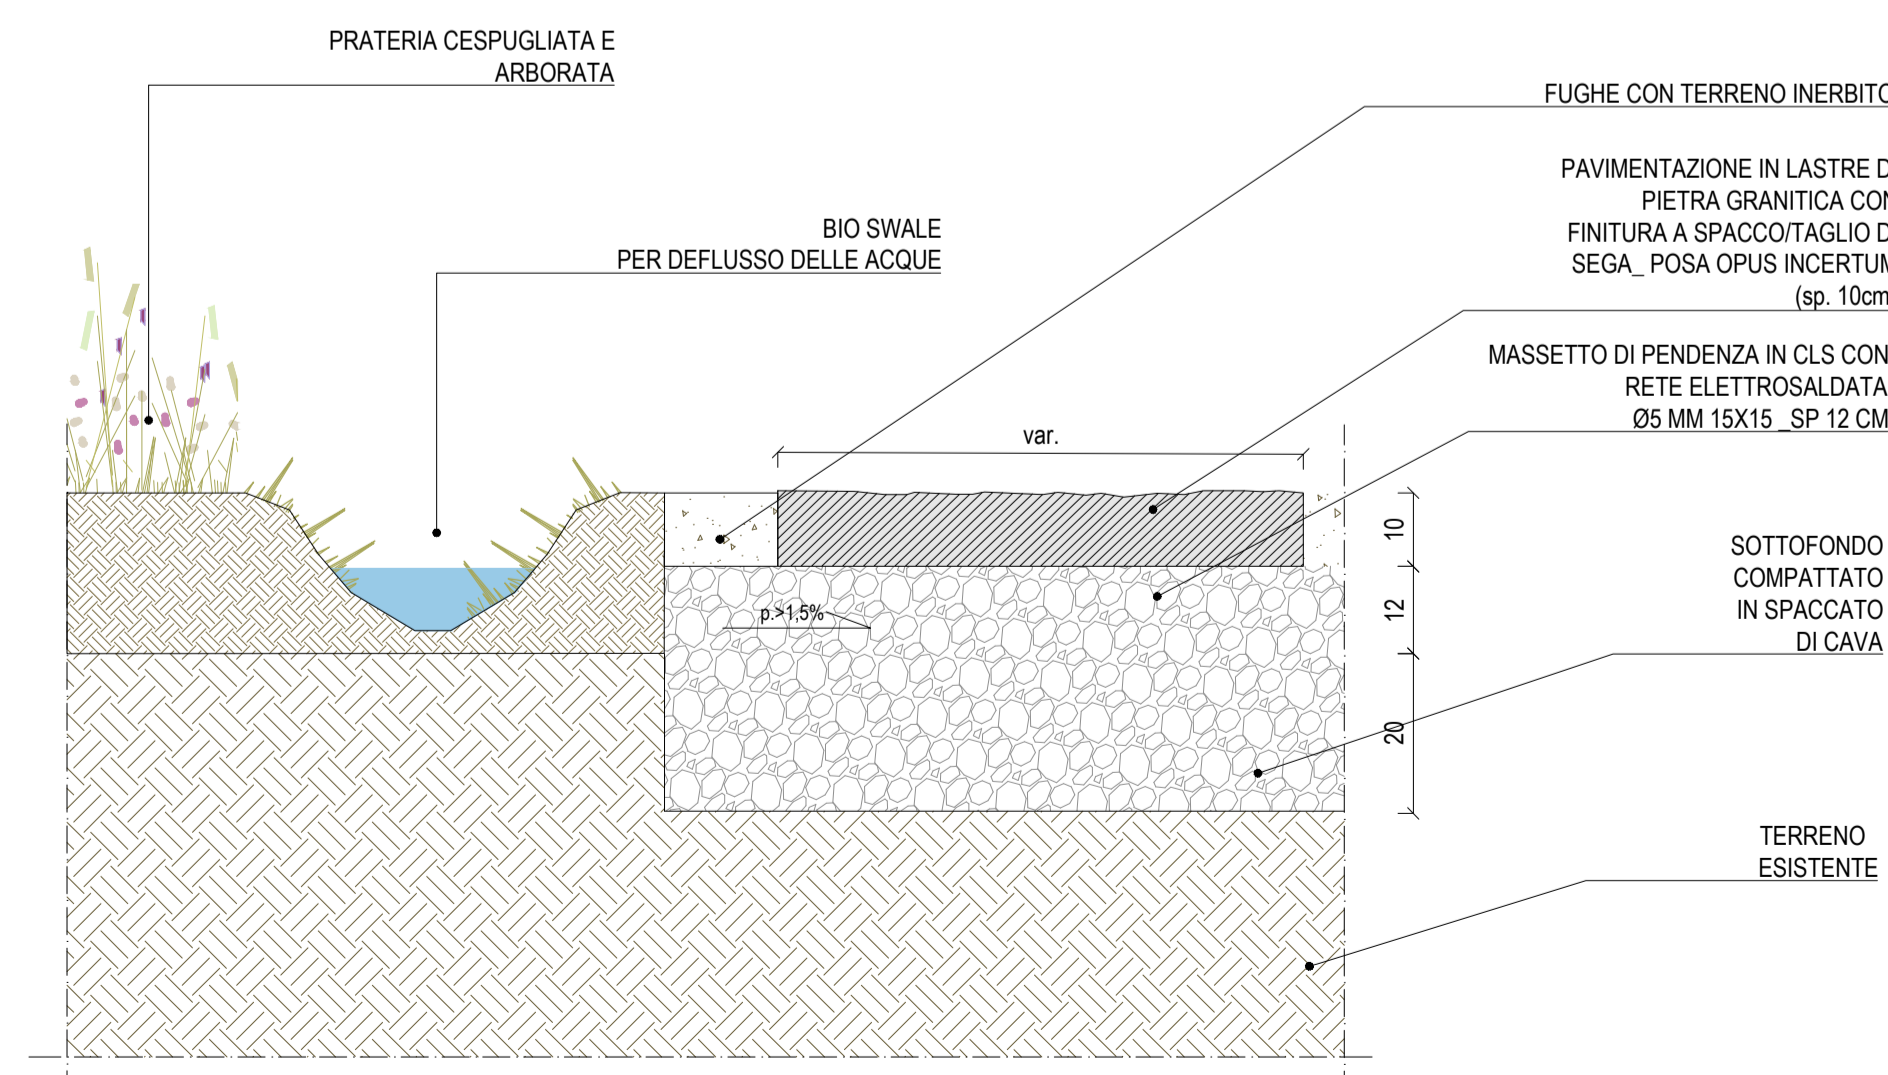 PRATERIA CESPUGLIATA E
ARBORATA
BIO SWALE
PER DEFLUSSO DELLE ACQUE
FUGHE CON TERRENO INERBITO
PAVIMENTAZIONE IN LASTRE D
PIETRA GRANITICA CON
FINITURA A SPACCO/TAGLIO D
SEGA_ POSA OPUS INCERTUM
(sp. 10cm
MASSETTO DI PENDENZA IN CLS CON
RETE ELETTROSALDATA
Ø5 MM 15X15 _SP 12 CM
var.
10
12
20
p.>1,5%
SOTTOFONDO
COMPATTATO
IN SPACCATO
DI CAVA
TERRENO
ESISTENTE